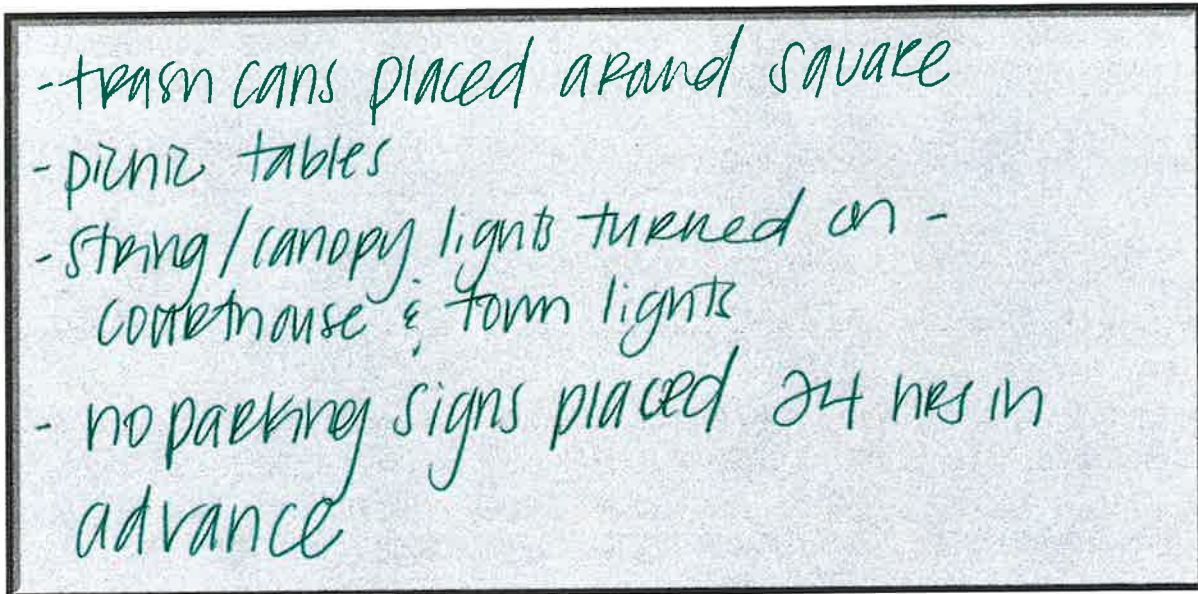 -trash cans placed around square
-picnic tables
-string/canopy lights turned on -
courthouse & town lights
- no parking signs placed 24 hrs in
advance